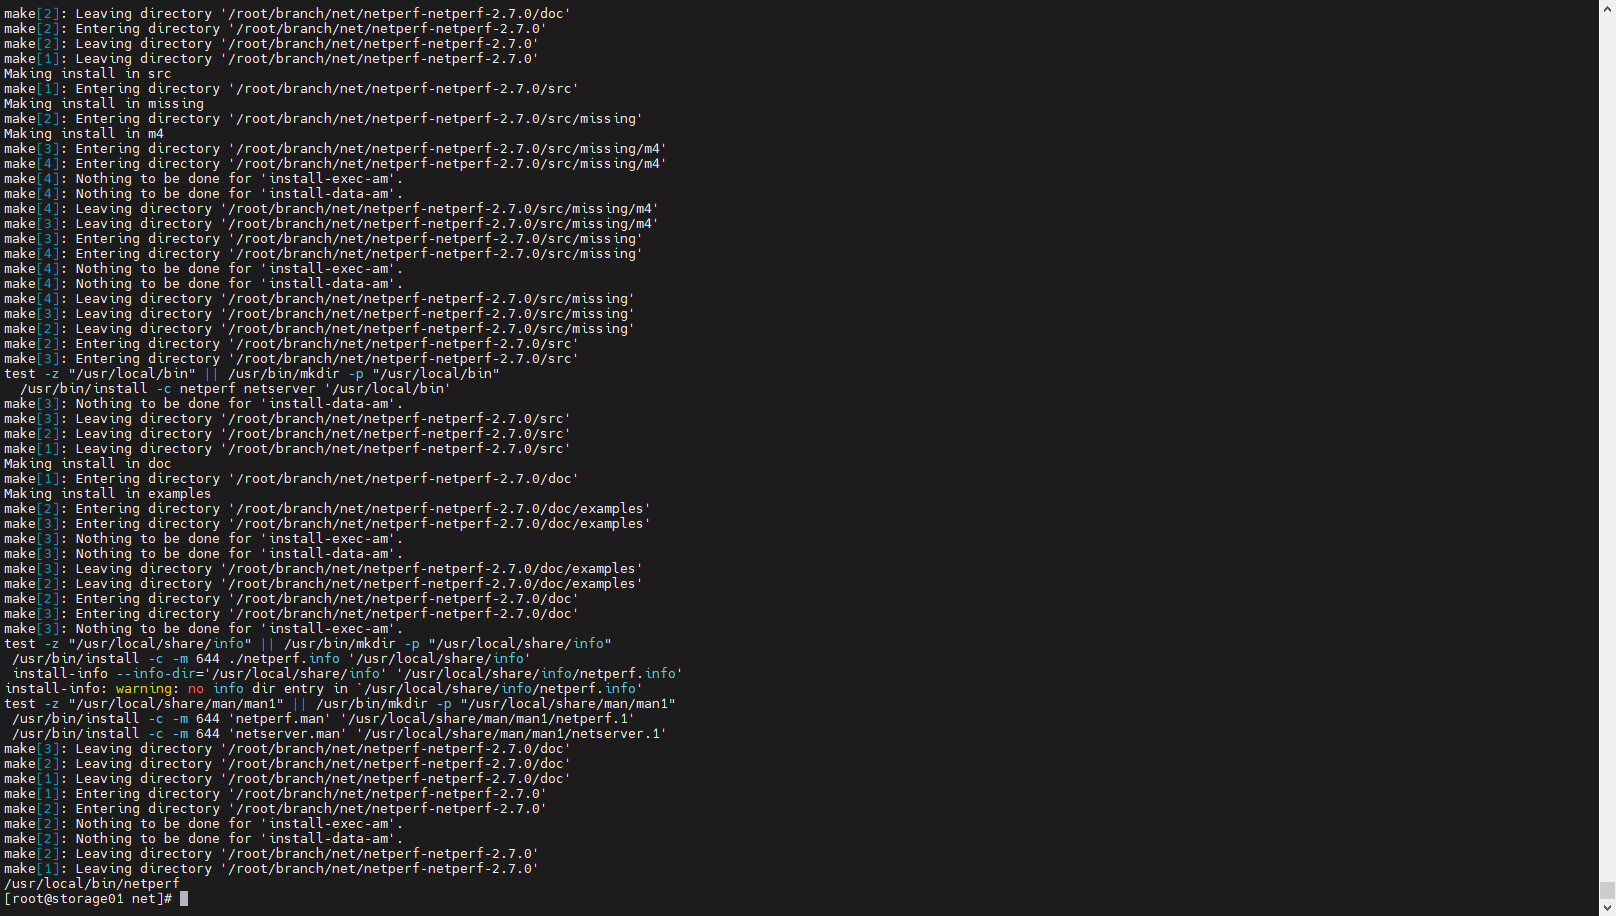 make[2]: Leaving directory '/root/branch/net/netperf-netperf-2.7.0/doc'
make[2]: Entering directory '/root/branch/net/netperf-netperf-2.7.0'
make[2]: Leaving directory '/root/branch/net/netperf-netperf-2.7.0'
make[1]: Leaving directory '/root/branch/net/netperf-netperf-2.7.0'
Making install in src
make[1]: Entering directory '/root/branch/net/netperf-netperf-2.7.0/src'
Making install in missing
make[2]: Entering directory '/root/branch/net/netperf-netperf-2.7.0/src/missing'
Making install in m4
make[3]: Entering directory '/root/branch/net/netperf-netperf-2.7.0/src/missing/m4'
make[4]: Entering directory '/root/branch/net/netperf-netperf-2.7.0/src/missing/m4'
make[4]: Nothing to be done for 'install-exec-am'.
make[4]: Nothing to be done for 'install-data-am'.
make[4]: Leaving directory '/root/branch/net/netperf-netperf-2.7.0/src/missing/m4'
make[3]: Leaving directory '/root/branch/net/netperf-netperf-2.7.0/src/missing/m4'
make[3]: Entering directory '/root/branch/net/netperf-netperf-2.7.0/src/missing'
make[4]: Entering directory '/root/branch/net/netperf-netperf-2.7.0/src/missing'
make[4]: Nothing to be done for 'install-exec-am'.
make[4]: Nothing to be done for 'install-data-am'.
make[4]: Leaving directory '/root/branch/net/netperf-netperf-2.7.0/src/missing'
make[3]: Leaving directory '/root/branch/net/netperf-netperf-2.7.0/src/missing'
make[2]: Leaving directory '/root/branch/net/netperf-netperf-2.7.0/src/missing'
make[2]: Entering directory '/root/branch/net/netperf-netperf-2.7.0/src'
make[3]: Entering directory '/root/branch/net/netperf-netperf-2.7.0/src'
test -z "/usr/local/bin" || /usr/bin/mkdir -p "/usr/local/bin"
  /usr/bin/install -c netperf netserver '/usr/local/bin'
make[3]: Nothing to be done for 'install-data-am'.
make[3]: Leaving directory '/root/branch/net/netperf-netperf-2.7.0/src'
make[2]: Leaving directory '/root/branch/net/netperf-netperf-2.7.0/src'
make[1]: Leaving directory '/root/branch/net/netperf-netperf-2.7.0/src'
Making install in doc
make[1]: Entering directory '/root/branch/net/netperf-netperf-2.7.0/doc'
Making install in examples
make[2]: Entering directory '/root/branch/net/netperf-netperf-2.7.0/doc/examples'
make[3]: Entering directory '/root/branch/net/netperf-netperf-2.7.0/doc/examples'
make[3]: Nothing to be done for 'install-exec-am'.
make[3]: Nothing to be done for 'install-data-am'.
make[3]: Leaving directory '/root/branch/net/netperf-netperf-2.7.0/doc/examples'
make[2]: Leaving directory '/root/branch/net/netperf-netperf-2.7.0/doc/examples'
make[2]: Entering directory '/root/branch/net/netperf-netperf-2.7.0/doc'
make[3]: Entering directory '/root/branch/net/netperf-netperf-2.7.0/doc'
make[3]: Nothing to be done for 'install-exec-am'.
test -z "/usr/local/share/info" || /usr/bin/mkdir -p "/usr/local/share/info"
 /usr/bin/install -c -m 644 ./netperf.info '/usr/local/share/info'
 install-info --info-dir='/usr/local/share/info' '/usr/local/share/info/netperf.info'
install-info: warning: no info dir entry in `/usr/local/share/info/netperf.info'
test -z "/usr/local/share/man/man1" || /usr/bin/mkdir -p "/usr/local/share/man/man1"
 /usr/bin/install -c -m 644 'netperf.man' '/usr/local/share/man/man1/netperf.1'
 /usr/bin/install -c -m 644 'netserver.man' '/usr/local/share/man/man1/netserver.1'
make[3]: Leaving directory '/root/branch/net/netperf-netperf-2.7.0/doc'
make[2]: Leaving directory '/root/branch/net/netperf-netperf-2.7.0/doc'
make[1]: Leaving directory '/root/branch/net/netperf-netperf-2.7.0/doc'
make[1]: Entering directory '/root/branch/net/netperf-netperf-2.7.0'
make[2]: Entering directory '/root/branch/net/netperf-netperf-2.7.0'
make[2]: Nothing to be done for 'install-exec-am'.
make[2]: Nothing to be done for 'install-data-am'.
make[2]: Leaving directory '/root/branch/net/netperf-netperf-2.7.0'
make[1]: Leaving directory '/root/branch/net/netperf-netperf-2.7.0'
/usr/local/bin/netperf
[root@storage01 net]#